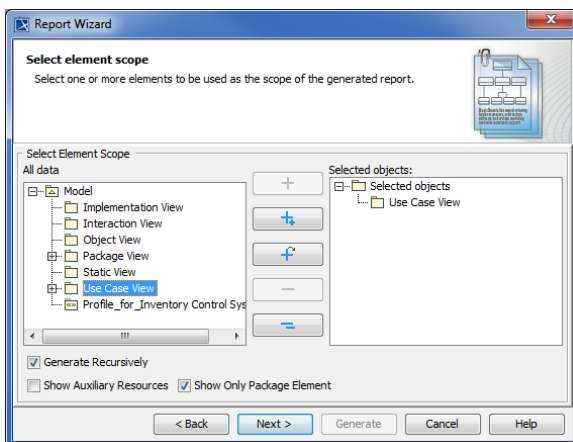 Report Wizard
Select element scope
Select one or more elements to be used as the scope of the generated report.
Select Element Scope
All data
Selected objects:
Model
Implementation View
Interaction View
Object View
Package View
Static View
Use Case View
Profile_for_Inventory Control Sys
Selected objects
Use Case View
Generate Recursively
Show Auxiliary Resources
Show Only Package Element
< Back
Next >
Generate
Cancel
Help